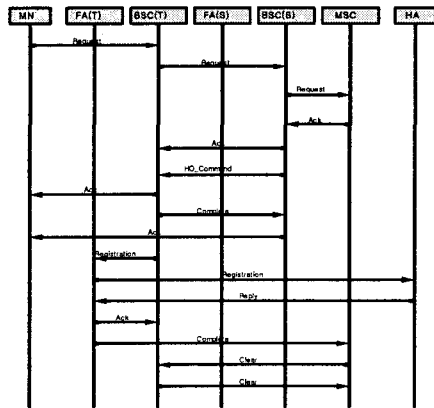 MN FA(T) BSC(T) FA(S) BSC(S) MSC HA
Request
Request
Request
Ack
Ack
HO_Command
Ack
Complete
Ack
Registration
Registration
Reply
Ack
Complete
Clear
Clear